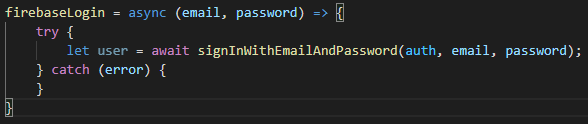 firebaseLogin = async (email, password) => {
    try {
        let user = await signInWithEmailAndPassword(auth, email, password);
    } catch (error) {
    }
}